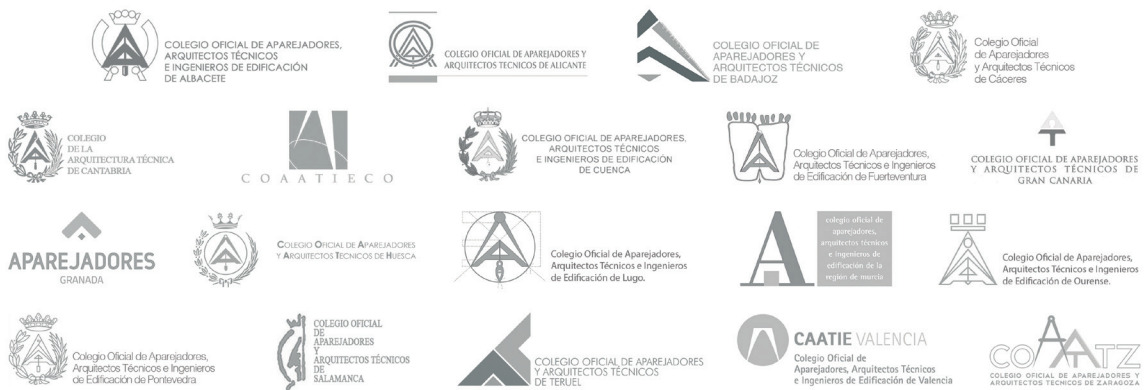 COLEGIO OFICIAL DE APAREJADORES,
ARQUITECTOS TÉCNICOS
E INGENIEROS DE EDIFICACIÓN
DE ALBACETE
COLEGIO OFICIAL DE APAREJADORES Y
ARQUITECTOS TECNICOS DE ALICANTE
COLEGIO OFICIAL DE
APAREJADORES Y
ARQUITECTOS TÉCNICOS
DE BADAJOZ
Colegio Oficial
de Aparejadores
y Arquitectos Técnicos
de Cáceres
COLEGIO
DE LA
ARQUITECTURA TÉCNICA
DE CANTABRIA
COAATIECO
COLEGIO OFICIAL DE APAREJADORES,
ARQUITECTOS TÉCNICOS
E INGENIEROS DE EDIFICACIÓN
DE CUENCA
Colegio Oficial de Aparejadores,
Arquitectos Técnicos e Ingenieros
de Edificación de Fuerteventura
COLEGIO OFICIAL DE APAREJADORES
Y ARQUITECTOS TÉCNICOS DE
GRAN CANARIA
APAREJADORES
GRANADA
COLEGIO OFICIAL DE APAREJADORES
Y ARQUITECTOS TÉCNICOS DE HUESCA
Colegio Oficial de Aparejadores,
Arquitectos Técnicos e Ingenieros
de Edificación de Lugo.
A
colegio oficial de
aparejadores,
arquitectos técnicos
e ingenieros de
edificación de la
región de murcia
Colegio Oficial de Aparejadores,
Arquitectos Técnicos e Ingenieros
de Edificación de Ourense.
Colegio Oficial de Aparejadores,
Arquitectos Técnicos e Ingenieros
de Edificación de Pontevedra
COLEGIO OFICIAL
DE
APAREJADORES
Y
ARQUITECTOS TÉCNICOS
DE
SALAMANCA
COLEGIO OFICIAL DE APAREJADORES
Y ARQUITECTOS TÉCNICOS
DE TERUEL
CAATIE VALENCIA
Colegio Oficial de
Aparejadores, Arquitectos Técnicos
e Ingenieros de Edificación de Valencia
COAATZ
COLEGIO OFICIAL DE APAREJADORES Y
ARQUITECTOS TECNICOS DE ZARAGOZA